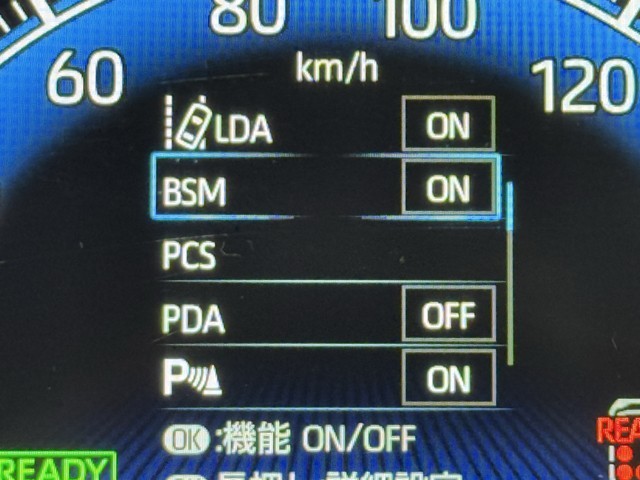 80 100
60 km/h 120
LDA ON
BSM ON
PCS
PDA OFF
P ON
OK :機能 ON/OFF
READY REA